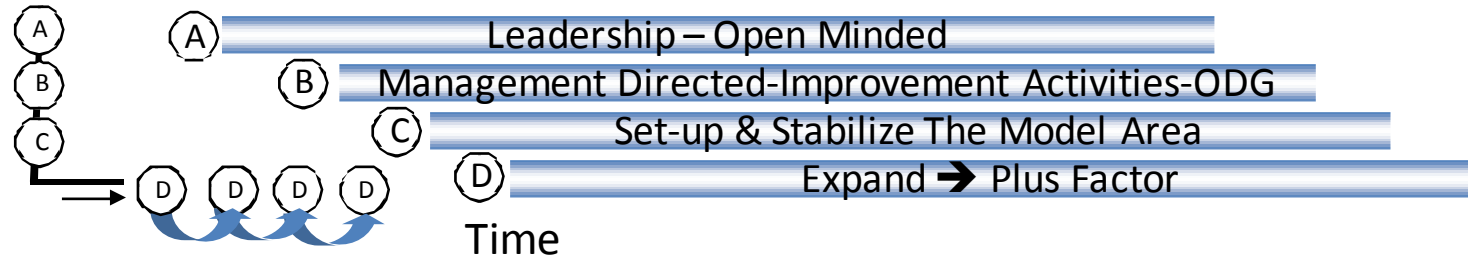 A
B
C
D D D D
A Leadership – Open Minded
B Management Directed-Improvement Activities-ODG
C Set-up & Stabilize The Model Area
D Expand ➔ Plus Factor
Time